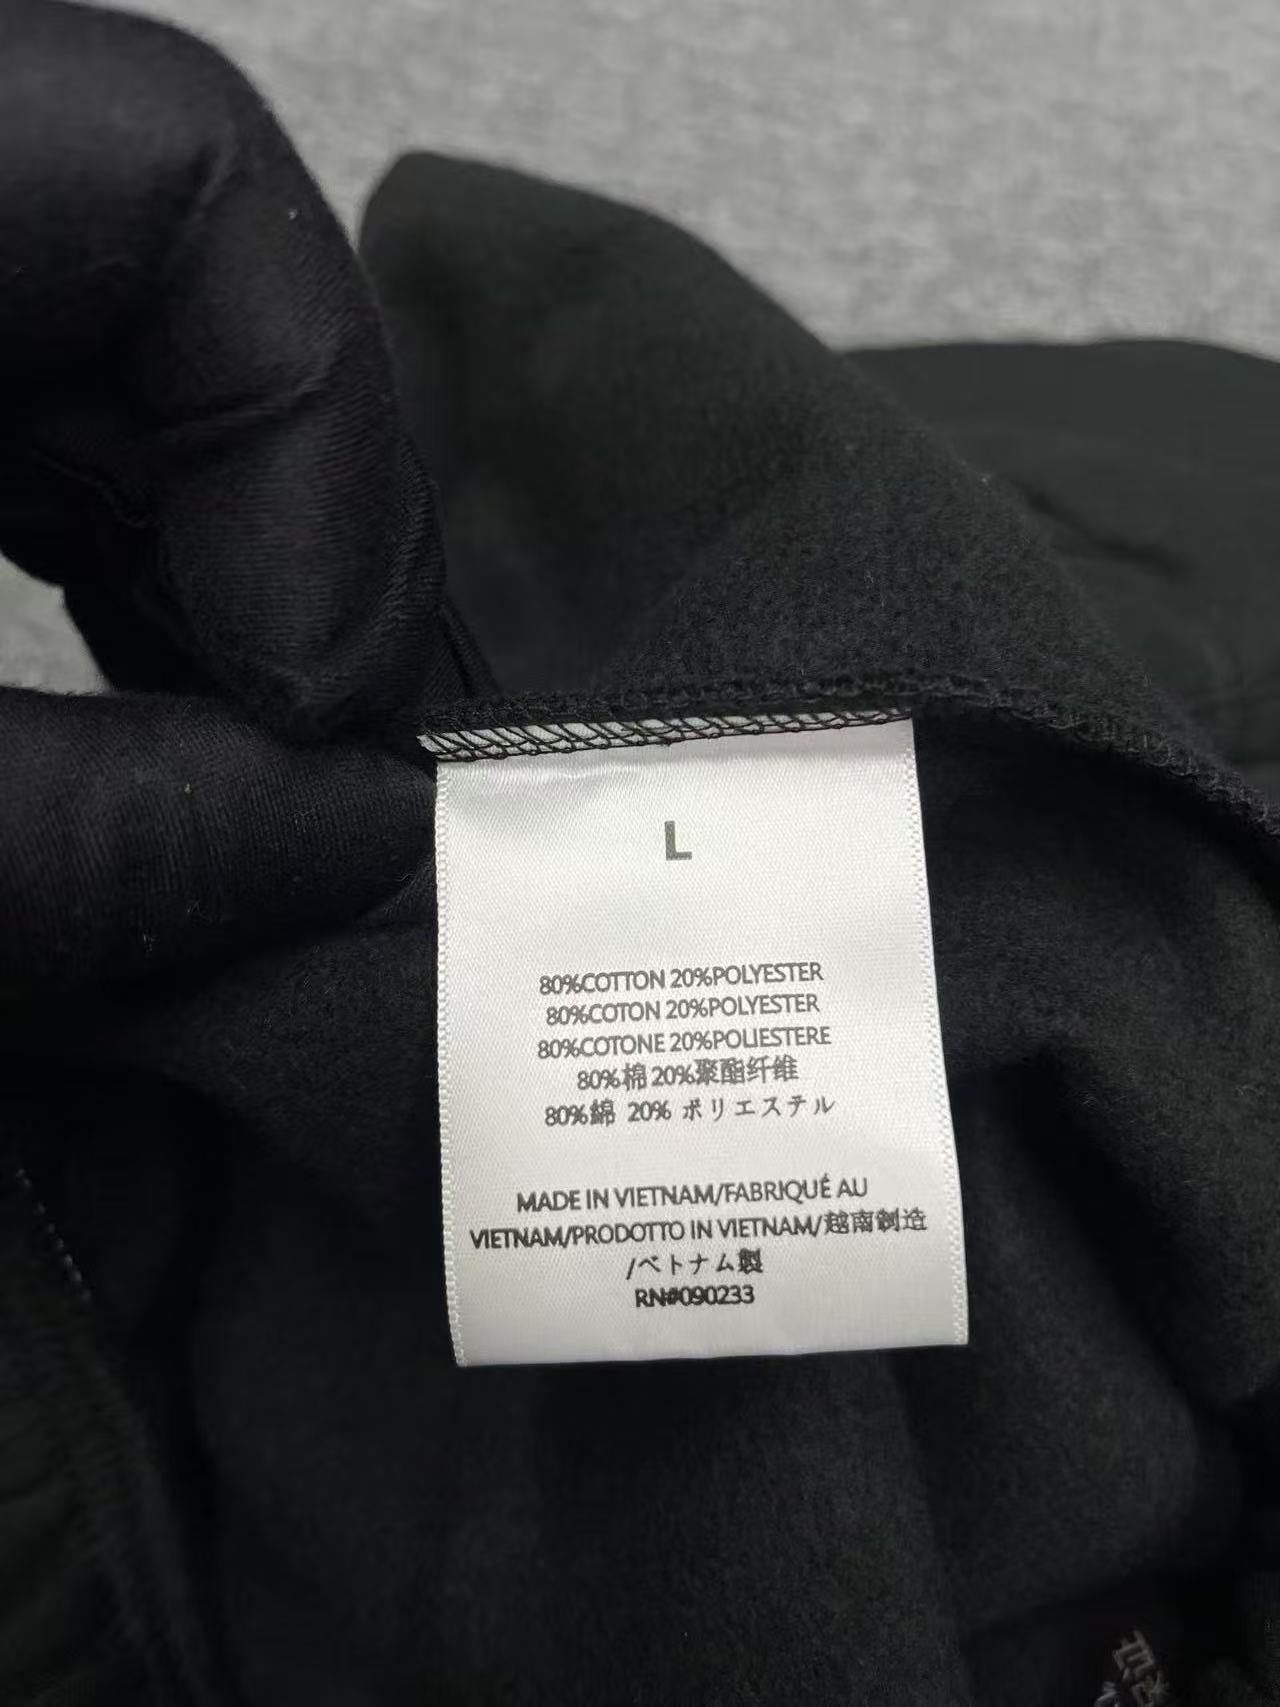 L
80%COTTON 20%POLYESTER
80%COTON 20%POLYESTER
80%COTONE 20%POLIESTERE
80%棉 20%聚酯纤维
80%綿 20% ポリエステル
MADE IN VIETNAM/FABRIQUÉ AU
VIETNAM/PRODOTTO IN VIETNAM/越南制造
/ベトナム製
RN#090233